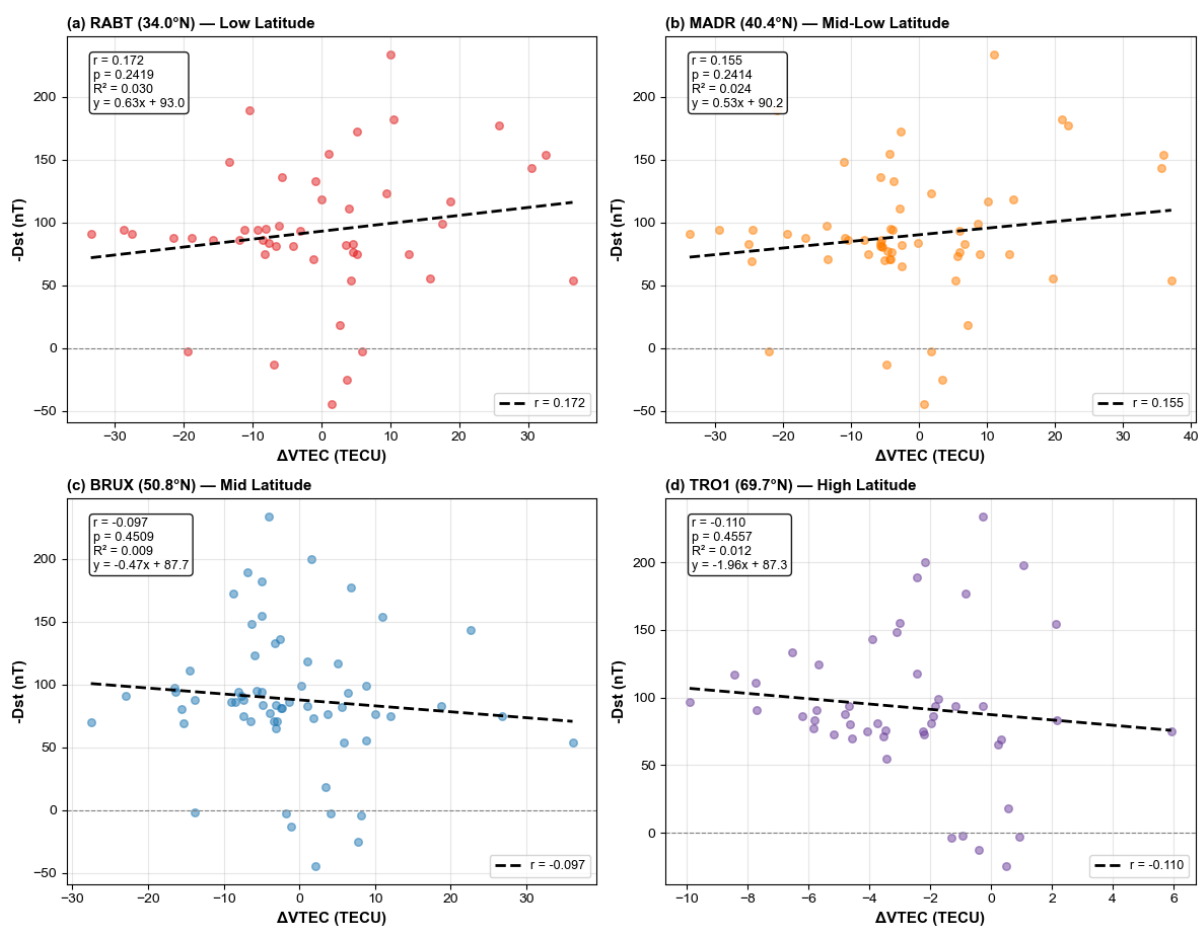 (a) RABT (34.0°N) — Low Latitude
r = 0.172
p = 0.2419
R² = 0.030
y = 0.63x + 93.0
200
150
100
50
0
−50
-Dst (nT)
r = 0.172
−30 −20 −10 0 10 20 30
ΔVTEC (TECU)
(b) MADR (40.4°N) — Mid-Low Latitude
r = 0.155
p = 0.2414
R² = 0.024
y = 0.53x + 90.2
200
150
100
50
0
−50
-Dst (nT)
r = 0.155
−30 −20 −10 0 10 20 30 40
ΔVTEC (TECU)
(c) BRUX (50.8°N) — Mid Latitude
r = -0.097
p = 0.4509
R² = 0.009
y = -0.47x + 87.7
200
150
100
50
0
−50
-Dst (nT)
r = -0.097
−30 −20 −10 0 10 20 30
ΔVTEC (TECU)
(d) TRO1 (69.7°N) — High Latitude
r = -0.110
p = 0.4557
R² = 0.012
y = -1.96x + 87.3
200
150
100
50
0
-Dst (nT)
r = -0.110
−10 −8 −6 −4 −2 0 2 4 6
ΔVTEC (TECU)